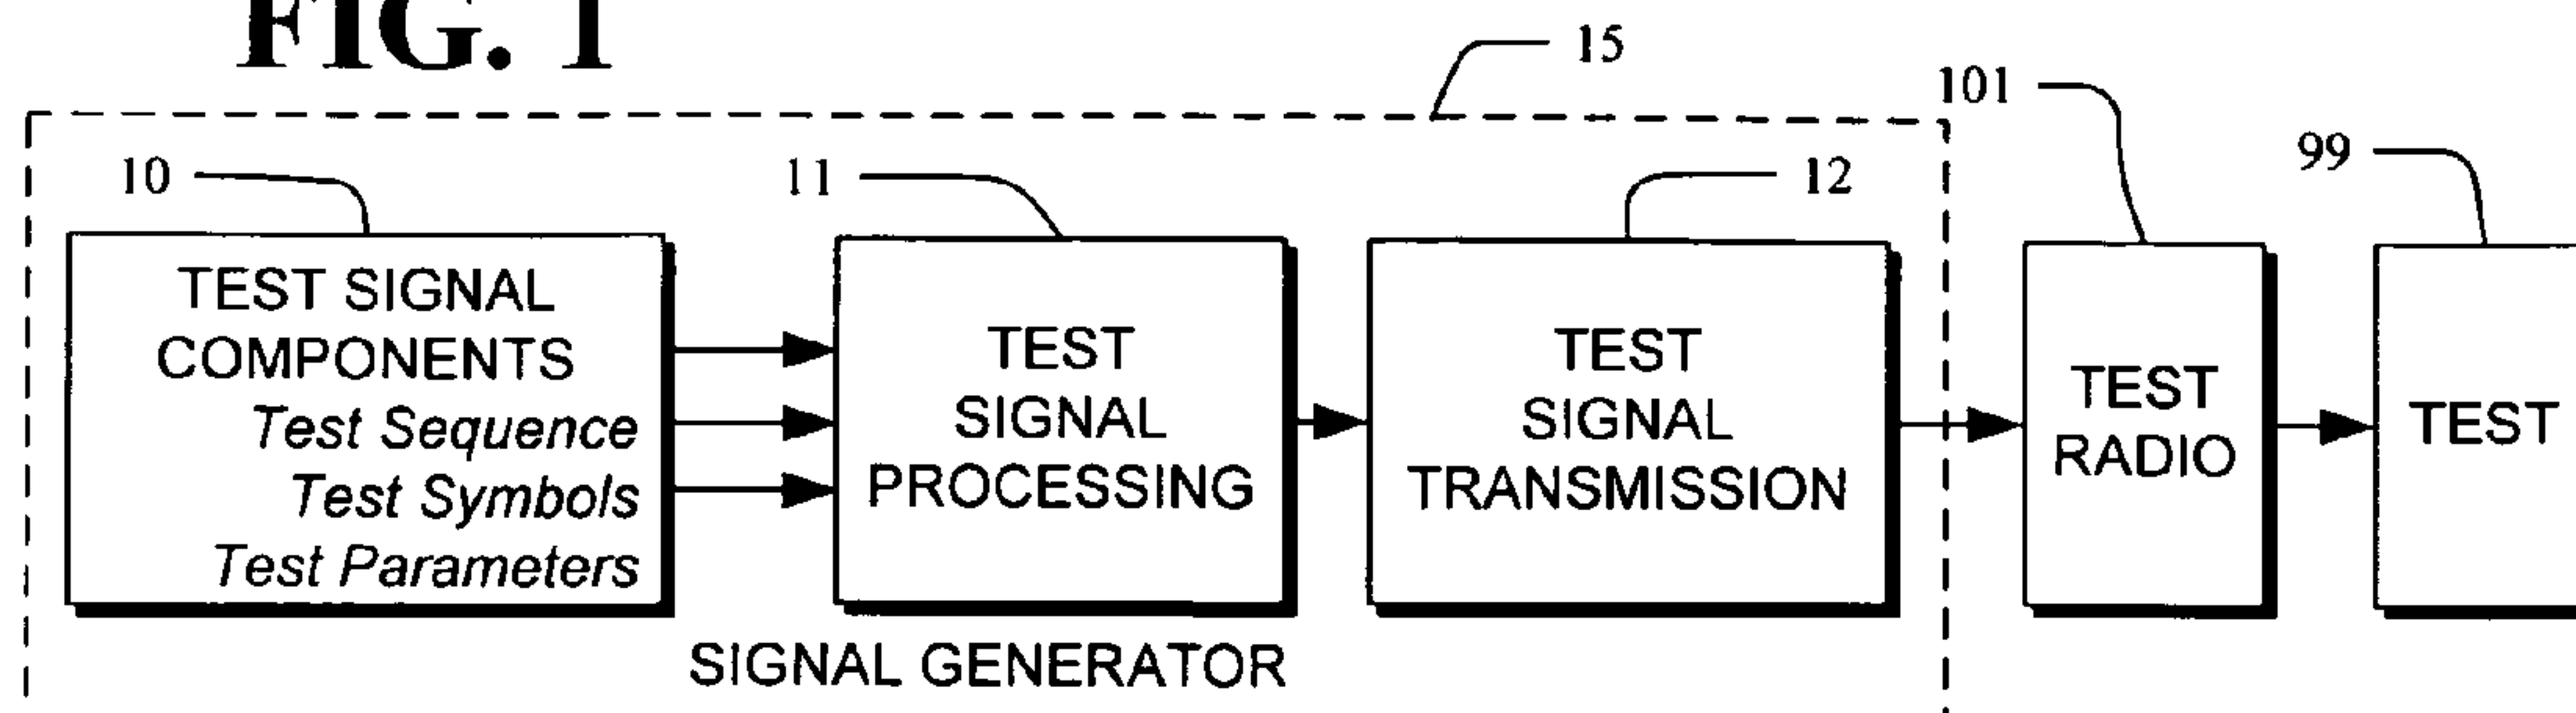 FIG. 1
15
101
99
10
11
12
TEST SIGNAL
COMPONENTS
Test Sequence
Test Symbols
Test Parameters
TEST
SIGNAL
PROCESSING
TEST
SIGNAL
TRANSMISSION
TEST
RADIO
TEST
SIGNAL GENERATOR